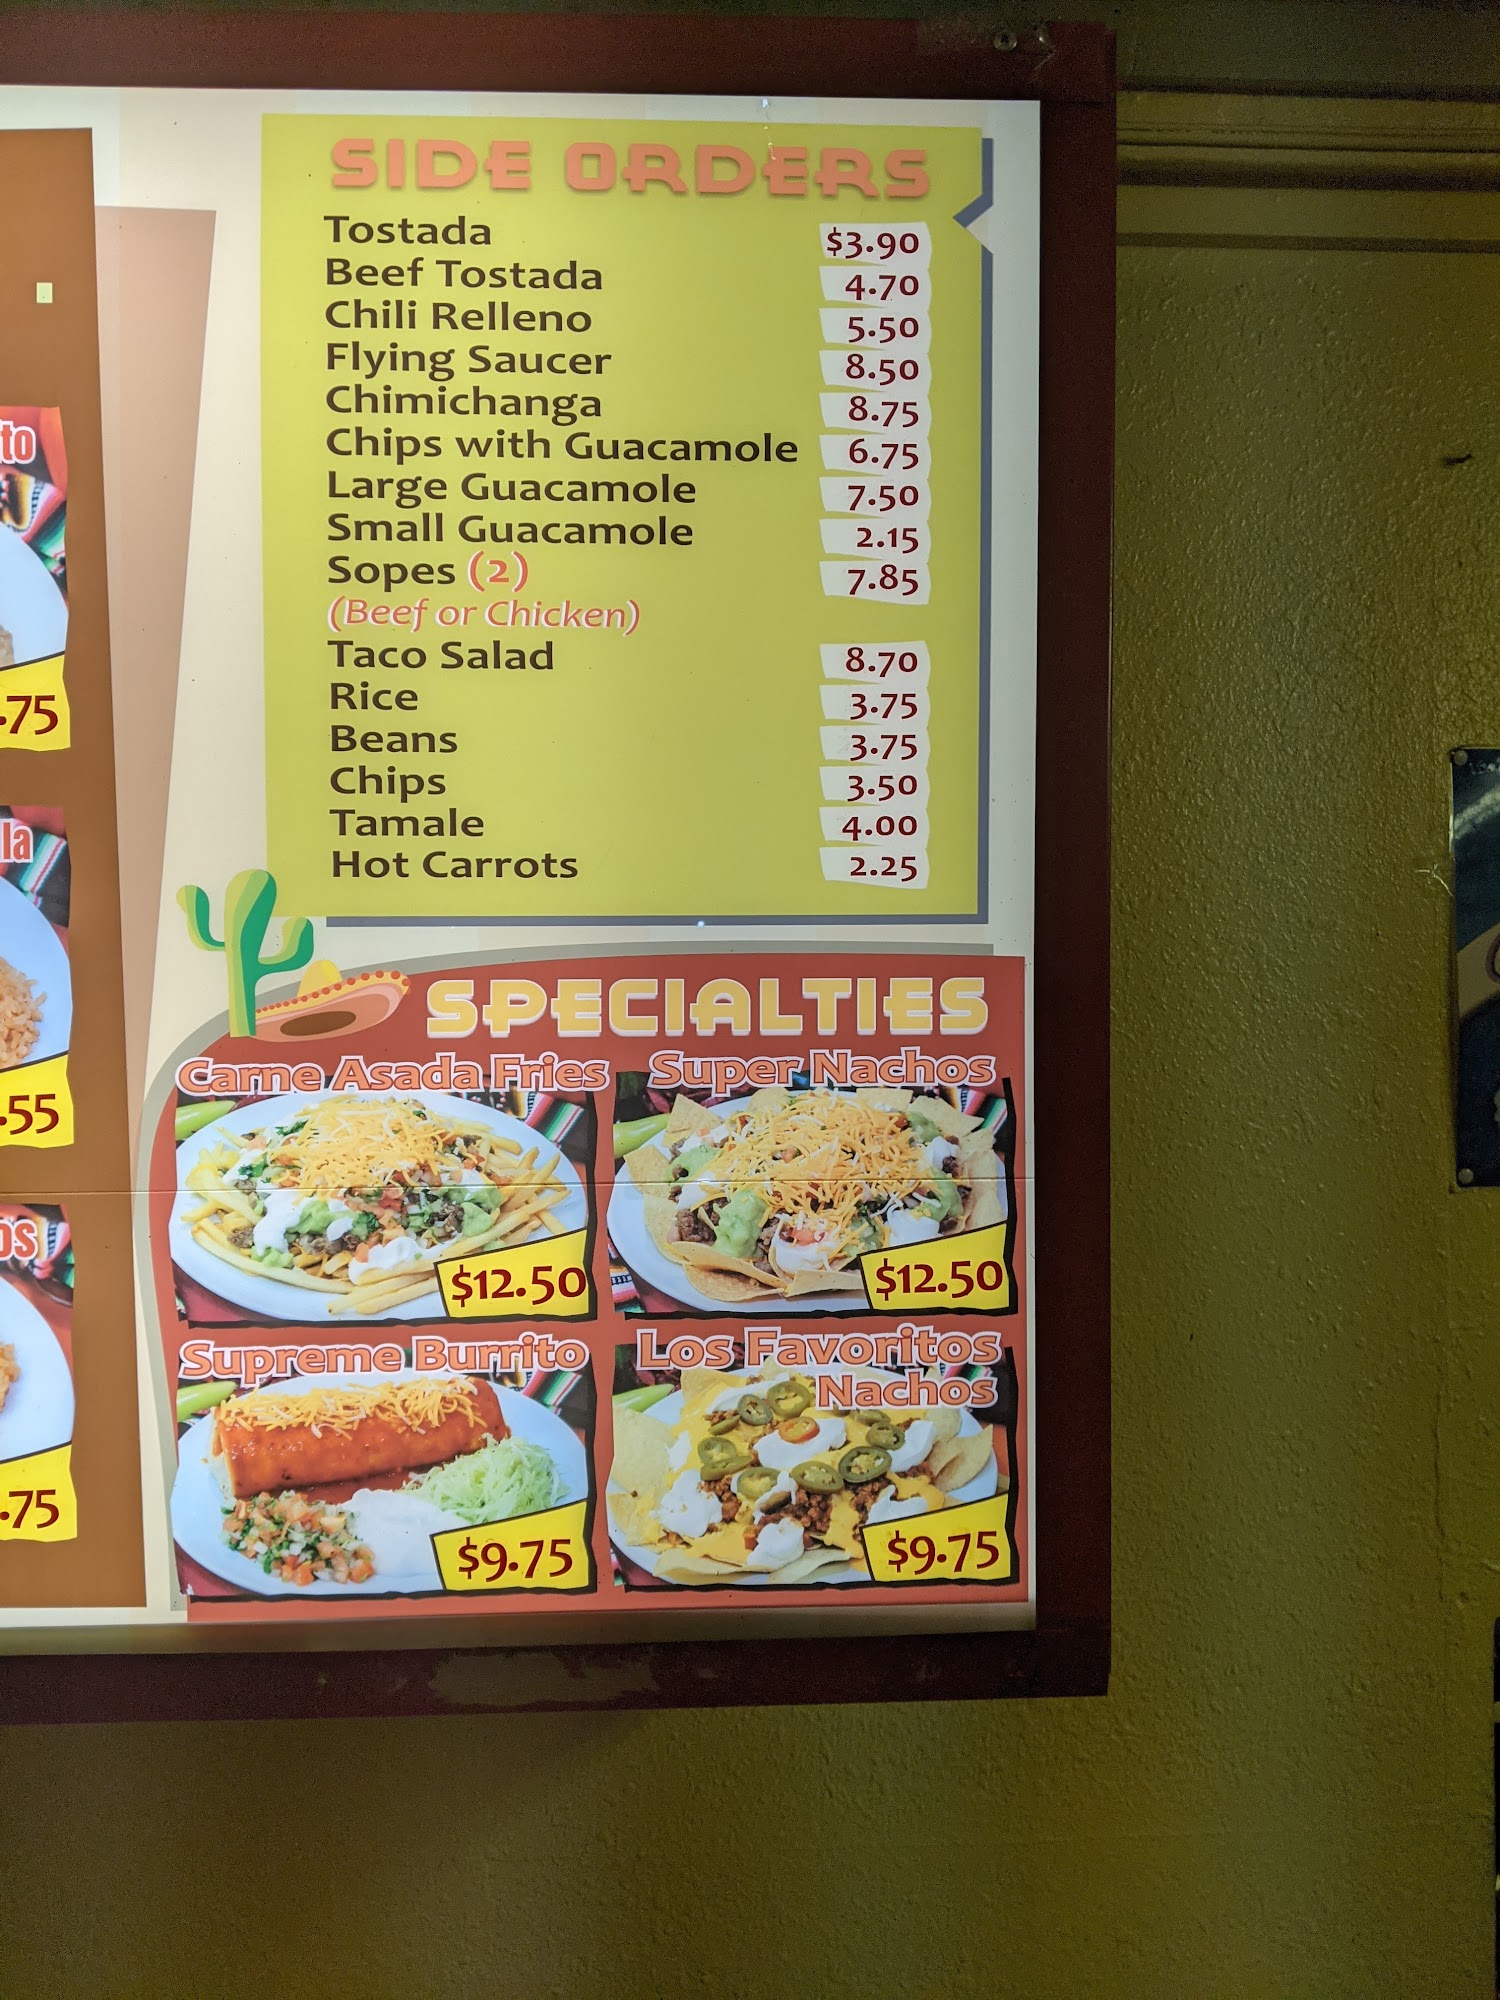 SIDE ORDERS
Tostada $3.90
Beef Tostada 4.70
Chili Relleno 5.50
Flying Saucer 8.50
Chimichanga 8.75
Chips with Guacamole 6.75
Large Guacamole 7.50
Small Guacamole 2.15
Sopes (2) 7.85
(Beef or Chicken)
Taco Salad 8.70
Rice 3.75
Beans 3.75
Chips 3.50
Tamale 4.00
Hot Carrots 2.25
SPECIALTIES
Carne Asada Fries
$12.50
Super Nachos
$12.50
Supreme Burrito
$9.75
Los Favoritos
Nachos
$9.75
to
.75
la
.55
os
.75